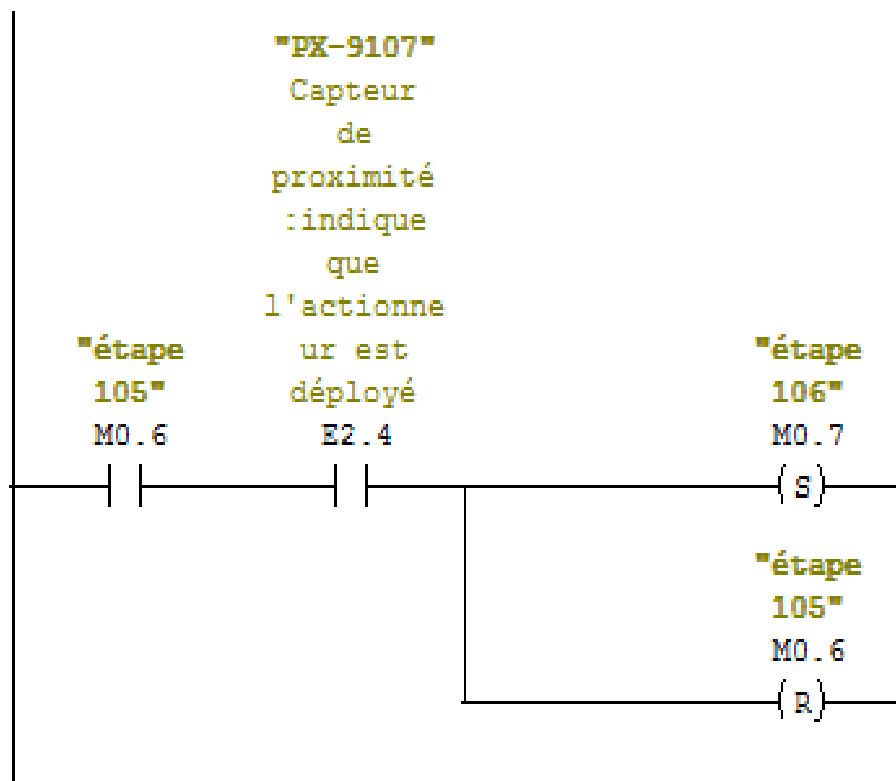 "PX-9107"
Capteur
de
proximité
:indique
que
l'actionne
ur est
déployé
"étape
105"
M0.6
E2.4
"étape
106"
M0.7
S
"étape
105"
M0.6
R